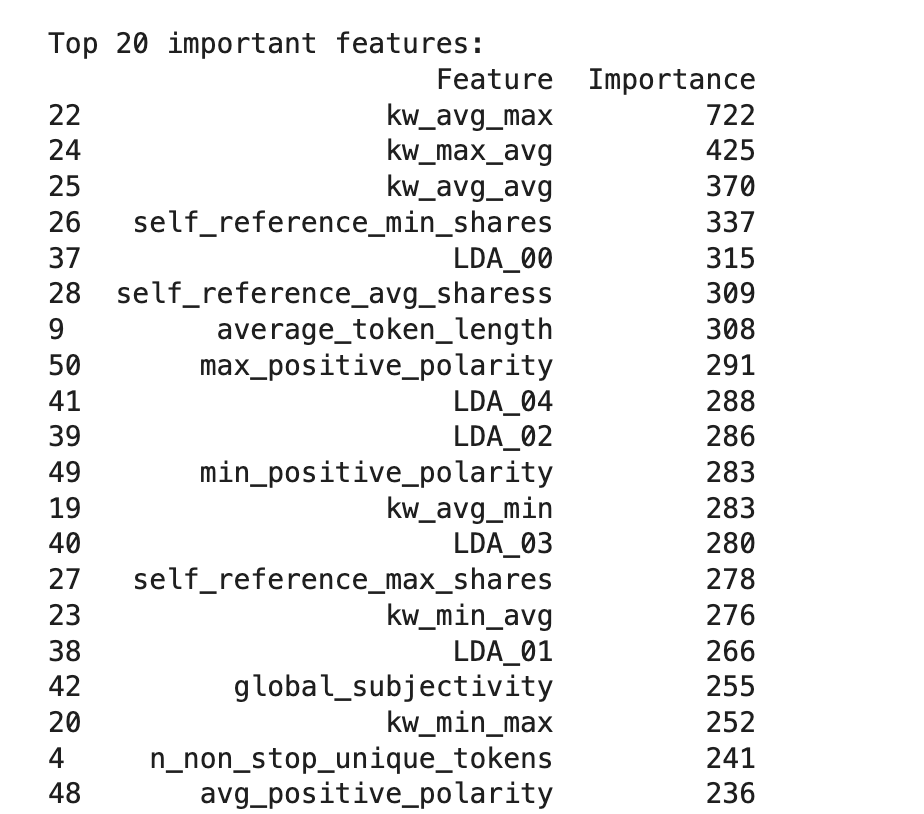 Top 20 important features:
Feature Importance
22 kw_avg_max 722
24 kw_max_avg 425
25 kw_avg_avg 370
26 self_reference_min_shares 337
37 LDA_00 315
28 self_reference_avg_sharess 309
9 average_token_length 308
50 max_positive_polarity 291
41 LDA_04 288
39 LDA_02 286
49 min_positive_polarity 283
19 kw_avg_min 283
40 LDA_03 280
27 self_reference_max_shares 278
23 kw_min_avg 276
38 LDA_01 266
42 global_subjectivity 255
20 kw_min_max 252
4 n_non_stop_unique_tokens 241
48 avg_positive_polarity 236